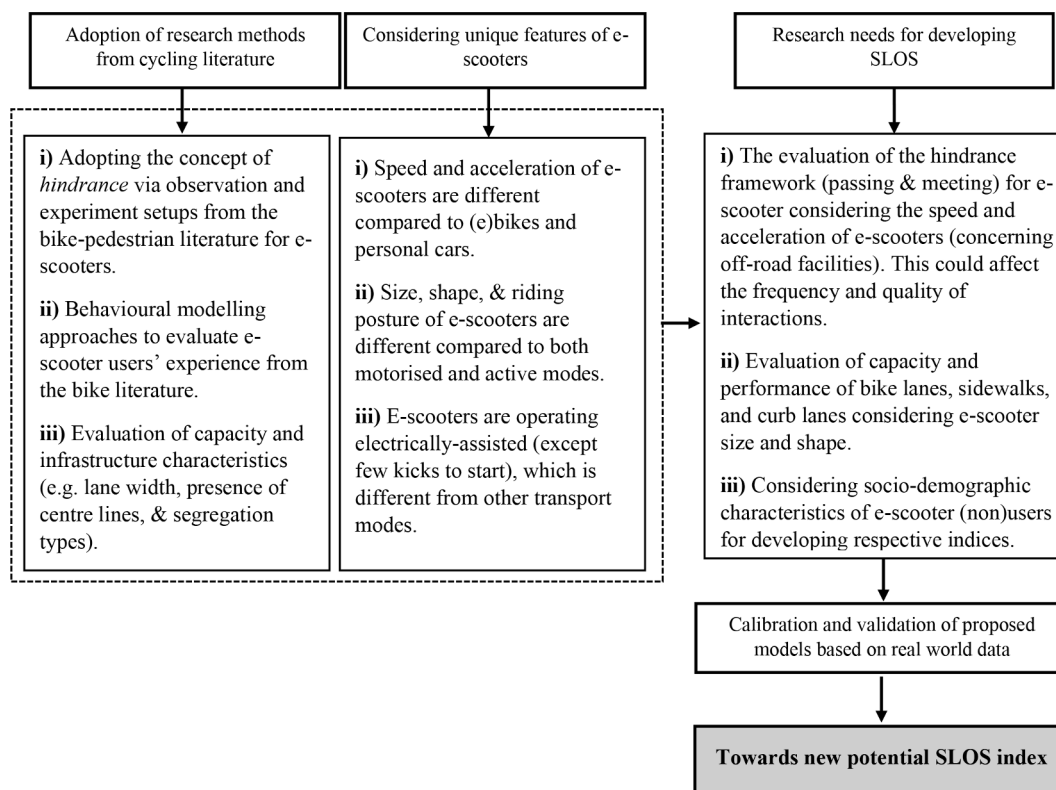 Adoption of research methods
from cycling literature
i) Adopting the concept of
hindrance via observation and
experiment setups from the
bike-pedestrian literature for e-
scooters.
ii) Behavioural modelling
approaches to evaluate e-
scooter users’ experience from
the bike literature.
iii) Evaluation of capacity and
infrastructure characteristics
(e.g. lane width, presence of
centre lines, & segregation
types).
Considering unique features of e-
scooters
i) Speed and acceleration of e-
scooters are different
compared to (e)bikes and
personal cars.
ii) Size, shape, & riding
posture of e-scooters are
different compared to both
motorised and active modes.
iii) E-scooters are operating
electrically-assisted (except
few kicks to start), which is
different from other transport
modes.
Research needs for developing
SLOS
i) The evaluation of the hindrance
framework (passing & meeting) for e-
scooter considering the speed and
acceleration of e-scooters (concerning
off-road facilities). This could affect
the frequency and quality of
interactions.
ii) Evaluation of capacity and
performance of bike lanes, sidewalks,
and curb lanes considering e-scooter
size and shape.
iii) Considering socio-demographic
characteristics of e-scooter (non)users
for developing respective indices.
Calibration and validation of proposed
models based on real world data
Towards new potential SLOS index